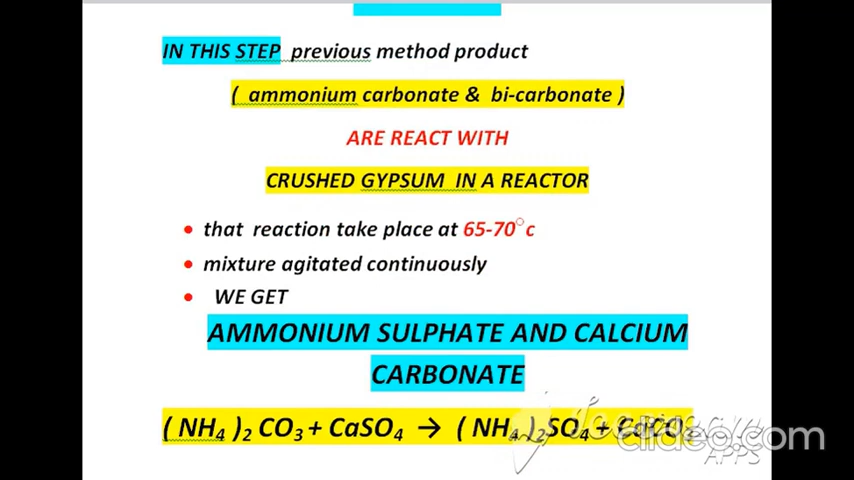 IN THIS STEP previous method product
( ammonium carbonate & bi-carbonate )
ARE REACT WITH
CRUSHED GYPSUM IN A REACTOR
• that reaction take place at 65-70°c
• mixture agitated continuously
• WE GET
AMMONIUM SULPHATE AND CALCIUM
CARBONATE
( NH4 )2 CO3 + CaSO4 → ( NH4 )2SO4 + CaCO3
clideo.com
APPS